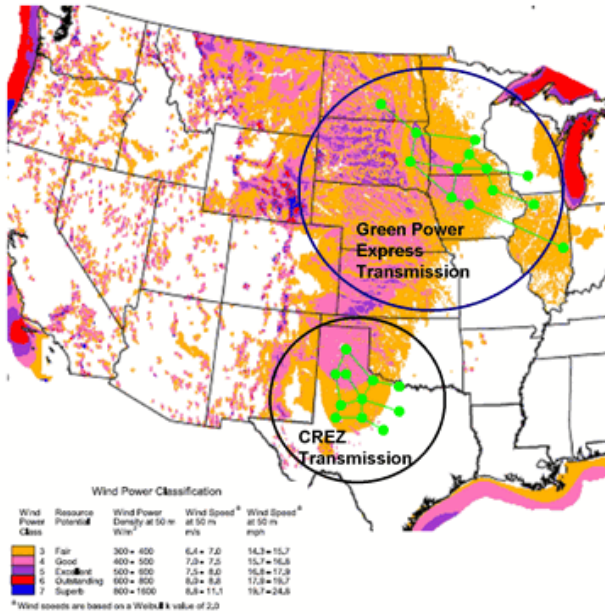 Green Power
Express
Transmission
CREZ
Transmission
Wind Power Classification
Wind Power Class Resource Potential Wind Power Density at 50 m W/m² Wind Speed ª at 50 m m/s Wind Speed ª at 50 m mph
3 Fair 300 - 400 6.4 - 7.0 14.3 - 15.7
4 Good 400 - 500 7.0 - 7.5 15.7 - 16.8
5 Excellent 500 - 600 7.5 - 8.0 16.8 - 17.9
6 Outstanding 600 - 800 8.0 - 8.8 17.9 - 19.7
7 Superb 800 - 1600 8.8 - 11.1 19.7 - 24.8
ª Wind speeds are based on a Weibull k value of 2.0